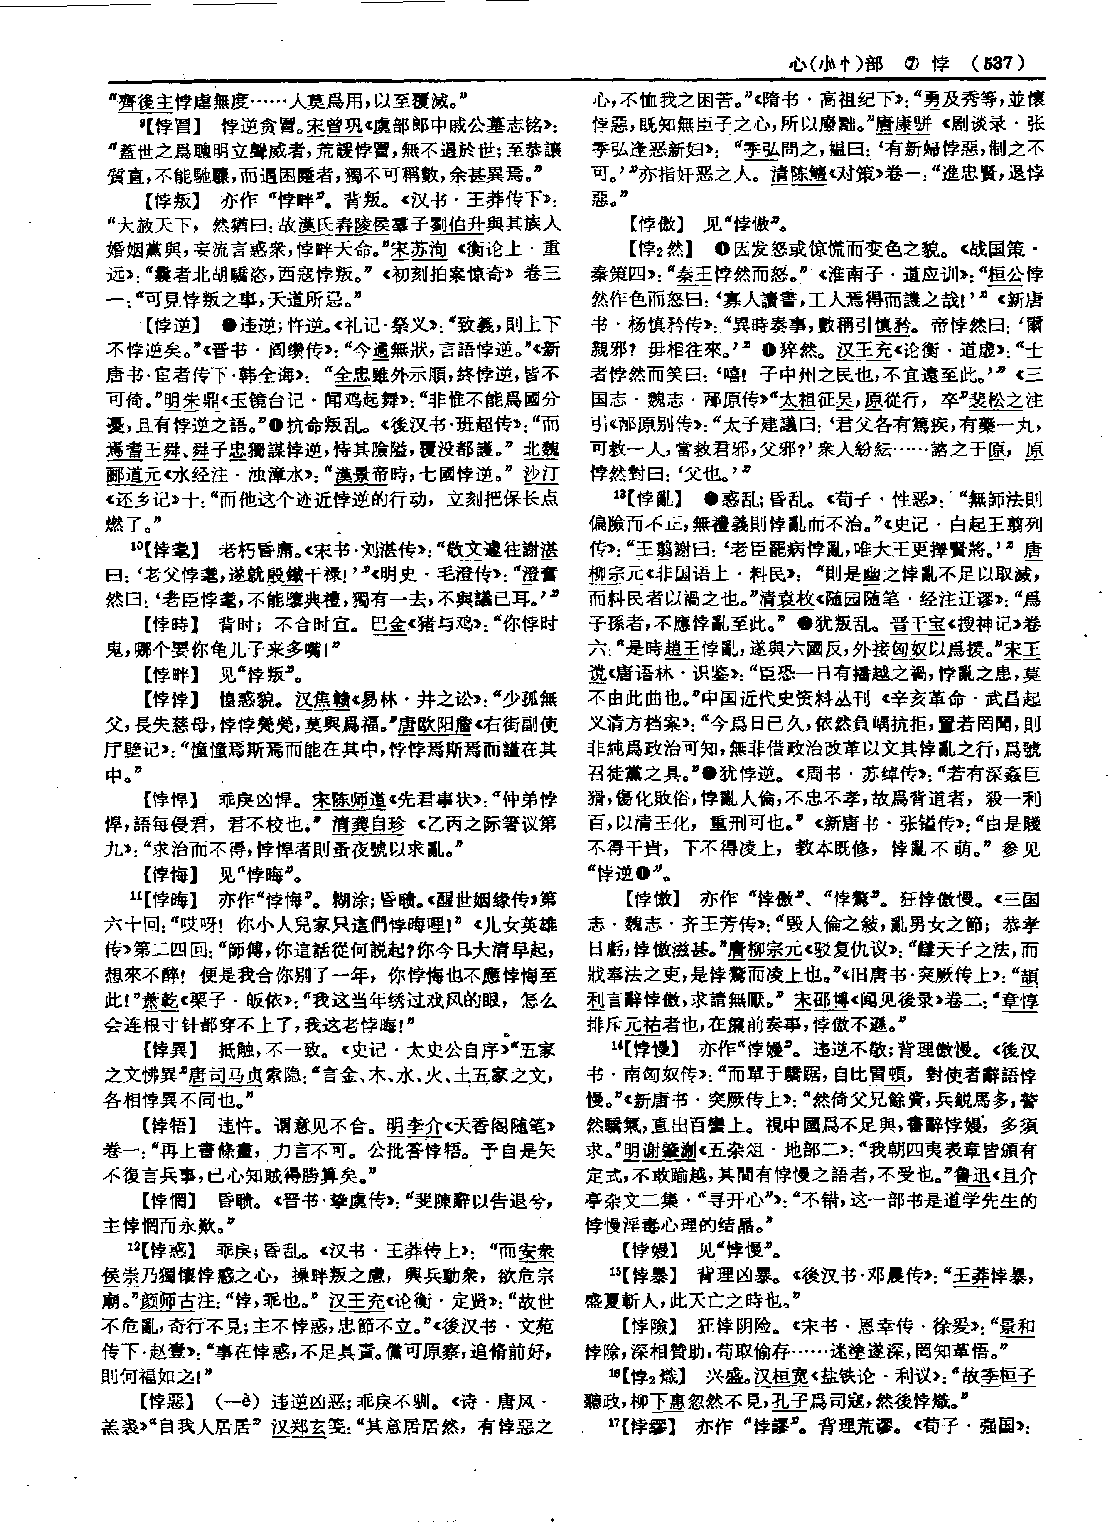 心(小忄)部 ⑦ 悖 (537)
“齊後主悖虐無度……人莫爲用,以至覆滅。”
9【悖冒】 悖逆贪冒。宋曾巩《虞部郎中戚公墓志铭》:
“蓋世之爲聰明立聲威者,荒謾悖冒,無不過於世;至恭讓
質直,不能馳騁,而遇困躓者,獨不可稱數,余甚異焉。”
【悖叛】 亦作“悖畔”。背叛。《汉书·王莽传下》:
“大赦天下, 然猶曰:故漢氏舂陵侯羣子劉伯升與其族人
婚姻黨與,妄流言惑衆,悖畔天命。”宋苏洵《衡论上·重
远》:“曩者北胡驕恣,西寇悖叛。”《初刻拍案惊奇》卷三
一:“可見悖叛之事,天道所忌。”
【悖逆】 ❶违逆;忤逆。《礼记·祭义》:“致義,則上下
不悖逆矣。”《晋书·阎缵传》:“今遹無狀,言語悖逆。”《新
唐书·宦者传下·韩全诲》:“全忠雖外示順,終悖逆,皆不
可倚。”明朱鼎《玉镜台记·闻鸡起舞》:“非惟不能爲國分
憂,且有悖逆之語。”❷抗命叛乱。《後汉书·班超传》:“而
焉耆王舜、舜子忠獨謀悖逆,恃其險隘,覆没都護。” 北魏
郦道元《水经注·浊漳水》:“漢景帝時,七國悖逆。” 沙汀
《还乡记》十:“而他这个迹近悖逆的行动, 立刻把保长点
燃了。”
10【悖耄】 老朽昏庸。《宋书·刘湛传》:“敬文遽往謝湛
曰:‘老父悖耄,遂就殷鐵干禄!’”《明史·毛澄传》:“澄奮
然曰:‘老臣悖耄,不能隳典禮,獨有一去,不與議已耳。’”
【悖時】 背时;不合时宜。巴金《猪与鸡》:“你悖时
鬼,哪个要你龟儿子来多嘴!”
【悖畔】 见“悖叛”。
【悖悖】 惶惑貌。汉焦赣《易林·井之讼》:“少孤無
父,長失慈母,悖悖煢煢,莫與爲福。”唐欧阳詹《右街副使
厅壁记》:“憧憧焉斯焉而能在其中,悖悖焉斯焉而謹在其
中。”
【悖悍】 乖戾凶悍。宋陈师道《先君事状》:“仲弟悖
悍,語每侵君, 君不校也。” 清龚自珍《乙丙之际箸议第
九》:“求治而不得,悖悍者則蚤夜號以求亂。”
【悖悔】 见“悖晦”。
11【悖晦】 亦作“悖悔”。糊涂;昏聩。《醒世姻缘传》第
六十回:“哎呀! 你小人兒家只這們悖晦哩!”《儿女英雄
传》第二四回:“師傅,你這話從何說起?你今日大清早起,
想來不醉! 便是我合你别了一年, 你悖悔也不應悖悔至
此!”燕乾《栗子·皈依》:“我这当年绣过戏凤的眼, 怎么
会连根寸针都穿不上了,我这老悖晦!”
【悖異】 抵触,不一致。《史记·太史公自序》“五家
之文怫異”唐司马贞索隐:“言金、木、水、火、土五家之文,
各相悖異不同也。”
【悖牾】 违忤。谓意见不合。明李介《天香阁随笔》
卷一:“再上書條畫, 力言不可。公批答悖牾。予自是矢
不復言兵事,已心知贼得勝算矣。”
【悖惘】 昏聩。《晋书·挚虞传》:“斐陳辭以告退兮,
主悖惘而永歎。”
12【悖惑】 乖戾;昏乱。《汉书·王莽传上》:“而安衆
侯崇乃獨懷悖惑之心, 操畔叛之慮, 興兵動衆,欲危宗
廟。”颜师古注:“悖,乖也。” 汉王充《论衡·定贤》:“故世
不危亂,奇行不見;主不悖惑,忠節不立。”《後汉书·文苑
传下·赵壹》:“事在悖惑,不足具責。儻可原察,追脩前好,
則何福如之!”
【悖惡】 (—è) 违逆凶恶;乖戾不驯。《诗·唐风·
羔裘》“自我人居居” 汉郑玄笺:“其意居居然, 有悖惡之
心,不恤我之困苦。”《隋书·高祖纪下》:“勇及秀等,並懷
悖惡,既知無臣子之心,所以廢黜。”唐康骈《剧谈录·张
季弘逢恶新妇》:“季弘問之,媪曰:‘有新婦悖惡,制之不
可。’”亦指奸恶之人。清陈鳣《对策》卷一:“進忠賢,退悖
惡。”
【悖傲】 见“悖慠”。
【悖₂然】 ❶因发怒或惊慌而变色之貌。《战国策·
秦策四》:“秦王悖然而怒。”《淮南子·道应训》:“桓公悖
然作色而怒曰:‘寡人讀書,工人焉得而譏之哉!’”《新唐
书·杨慎矜传》:“異時奏事,數稱引慎矜。帝悖然曰:‘爾
親邪? 毋相往來。’”❷猝然。汉王充《论衡·道虚》:“士
者悖然而笑曰:‘嘻! 子中州之民也,不宜遠至此。’”《三
国志·魏志·邴原传》“太祖征吴,原從行, 卒”裴松之注
引《邴原别传》:“太子建議曰:‘君父各有篤疾,有藥一丸,
可救一人,當救君邪,父邪?’衆人紛紜……諮之于原, 原
悖然對曰:‘父也。’”
13【悖亂】 ❶惑乱;昏乱。《荀子·性恶》:“無師法則
偏險而不正,無禮義則悖亂而不治。”《史记·白起王翦列
传》:“王翦謝曰:‘老臣罷病悖亂,唯大王更擇賢將。’” 唐
柳宗元《非国语上·料民》:“則是幽之悖亂不足以取滅,
而料民者以禍之也。”清袁枚《随园随笔·经注讧谬》:“爲
子孫者,不應悖亂至此。” ❷犹叛乱。晋干宝《搜神记》卷
六:“是時趙王悖亂,遂與六國反,外接匈奴以爲援。”宋王
谠《唐语林·识鉴》:“臣恐一日有播越之禍,悖亂之患,莫
不由此曲也。”中国近代史资料丛刊《辛亥革命·武昌起
义清方档案》:“今爲日已久,依然負嵎抗拒,置若罔聞,則
非純爲政治可知,無非借政治改革以文其悖亂之行,爲號
召徒黨之具。”❸犹悖逆。《周书·苏绰传》:“若有深姦巨
猾,傷化敗俗,悖亂人倫,不忠不孝,故爲背道者, 殺一利
百,以清王化, 重刑可也。”《新唐书·张镒传》:“由是賤
不得干貴, 下不得凌上, 教本既修, 悖亂不萌。” 参见
“悖逆❶”。
【悖慠】 亦作“悖傲”、“悖驁”。狂悖傲慢。《三国
志·魏志·齐王芳传》:“毁人倫之敍,亂男女之節; 恭孝
日虧,悖慠滋甚。”唐柳宗元《驳复仇议》:“讎天子之法,而
戕奉法之吏,是悖驁而凌上也。”《旧唐书·突厥传上》:“頡
利言辭悖慠,求請無厭。” 宋邵博《闻见後录》卷二:“章惇
排斥元祐者也,在簾前奏事,悖傲不遜。”
14【悖慢】 亦作“悖嫚”。违逆不敬;背理傲慢。《後汉
书·南匈奴传》:“而單于驕踞,自比冒頓, 對使者辭語悖
慢。”《新唐书·突厥传上》:“然倚父兄餘資,兵鋭馬多,謷
然驕氣,直出百蠻上。視中國爲不足與,書辭悖嫚, 多須
求。”明谢肇淛《五杂俎·地部二》:“我朝四夷表章皆頒有
定式,不敢踰越,其間有悖慢之語者,不受也。”鲁迅《且介
亭杂文二集·“寻开心”》:“不错,这一部书是道学先生的
悖慢淫毒心理的结晶。”
【悖嫚】 见“悖慢”。
15【悖暴】 背理凶暴。《後汉书·邓晨传》:“王莽悖暴,
盛夏斬人,此天亡之時也。”
【悖險】 狂悖阴险。《宋书·恩幸传·徐爰》:“景和
悖險,深相贊助,苟取偷存……迷塗遂深,罔知革悟。”
16【悖₂熾】 兴盛。汉桓宽《盐铁论·利议》:“故季桓子
聽政,柳下惠忽然不見,孔子爲司寇,然後悖熾。”
17【悖繆】 亦作“悖謬”。背理荒谬。《荀子·强国》: